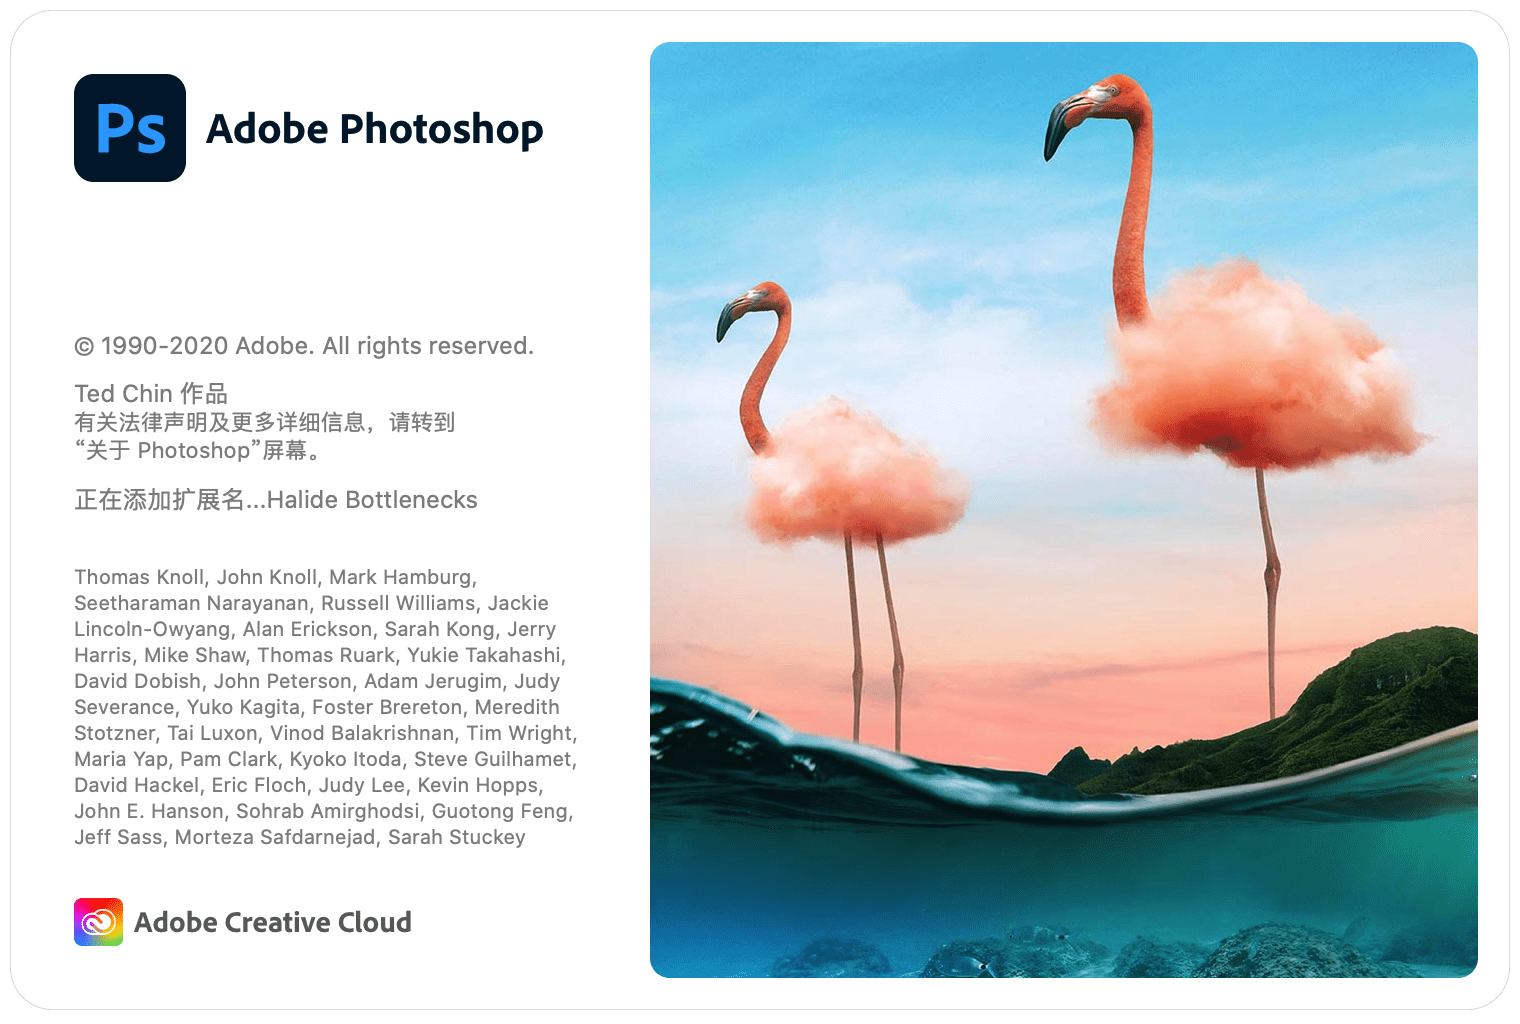 Ps
Adobe Photoshop
© 1990-2020 Adobe. All rights reserved.
Ted Chin 作品
有关法律声明及更多详细信息，请转到
“关于 Photoshop”屏幕。
正在添加扩展名...Halide Bottlenecks
Thomas Knoll, John Knoll, Mark Hamburg,
Seetharaman Narayanan, Russell Williams, Jackie
Lincoln-Owyang, Alan Erickson, Sarah Kong, Jerry
Harris, Mike Shaw, Thomas Ruark, Yukie Takahashi,
David Dobish, John Peterson, Adam Jerugim, Judy
Severance, Yuko Kagita, Foster Brereton, Meredith
Stotzner, Tai Luxon, Vinod Balakrishnan, Tim Wright,
Maria Yap, Pam Clark, Kyoko Itoda, Steve Guilhamet,
David Hackel, Eric Floch, Judy Lee, Kevin Hopps,
John E. Hanson, Sohrab Amirghodsi, Guotong Feng,
Jeff Sass, Morteza Safdarnejad, Sarah Stuckey
Adobe Creative Cloud